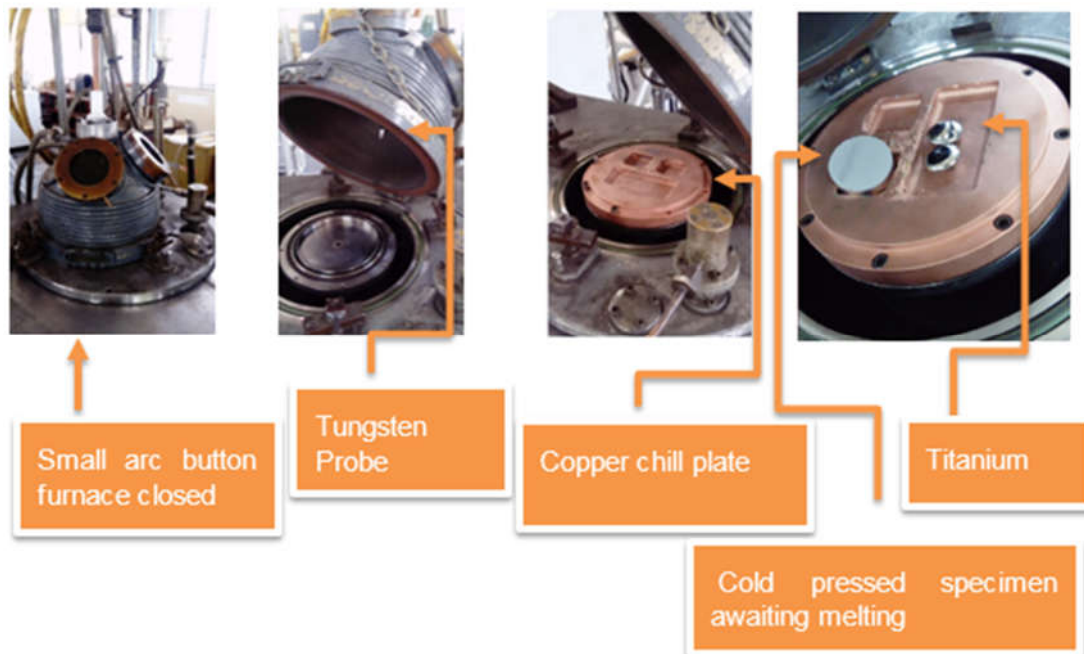 Small arc button
furnace closed
Tungsten
Probe
Copper chill plate
Titanium
Cold pressed specimen
awaiting melting